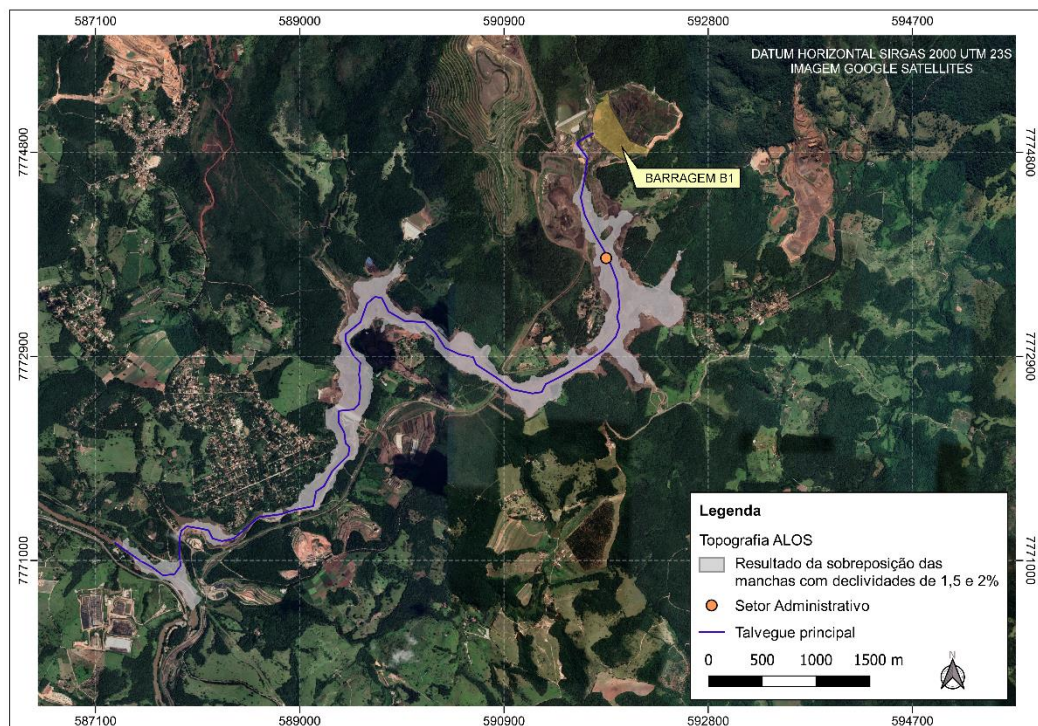 587100 589000 590900 592800 594700
DATUM HORIZONTAL SIRGAS 2000 UTM 23S
IMAGEM GOOGLE SATELLITES
7774800 7774800
BARRAGEM B1
7772900 7772900
Legenda
Topografia ALOS
Resultado da sobreposição das
manchas com declividades de 1,5 e 2%
Setor Administrativo
Talvegue principal
0 500 1000 1500 m
N
7771000 7771000
587100 589000 590900 592800 594700